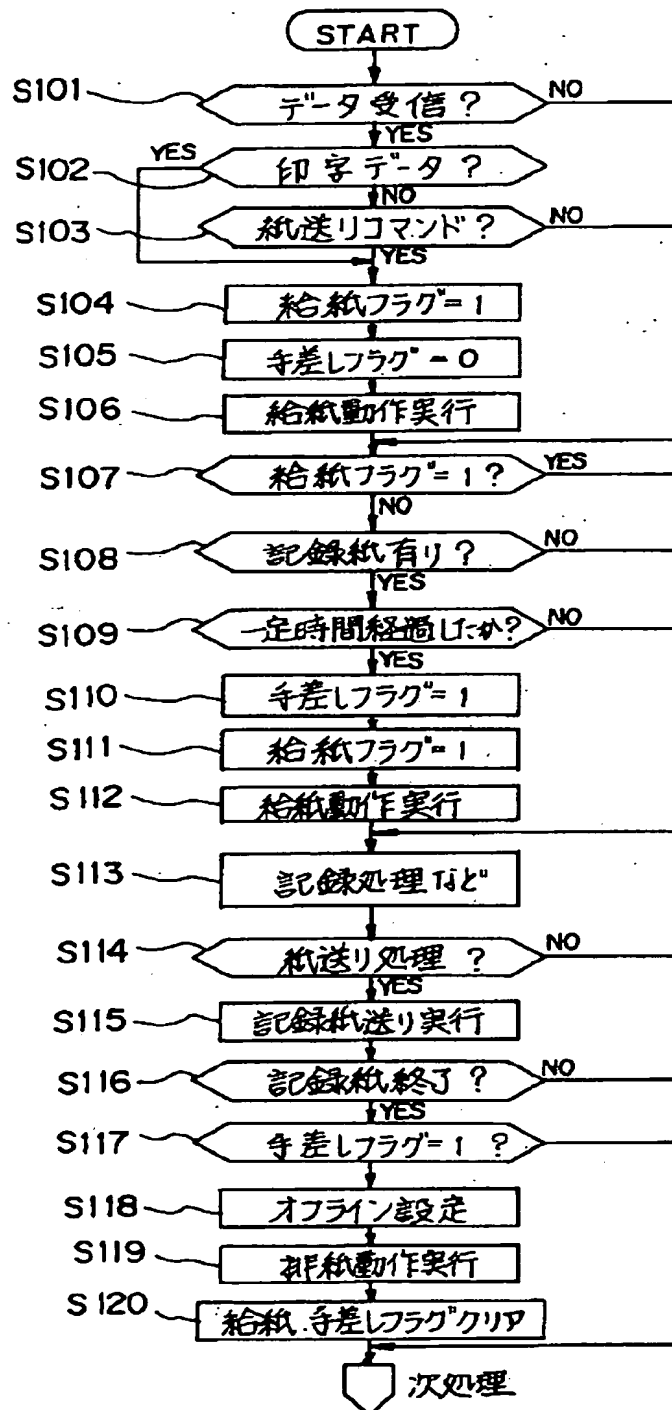 START
S101 データ受信? NO
YES
YES S102 印字データ?
NO
S103 紙送りコマンド? NO
YES
S104 給紙フラグ=1
S105 手差しフラグ-0
S106 給紙動作実行
S107 給紙フラグ=1? YES
NO
S108 記録紙有り? NO
YES
S109 一定時間経過したか? NO
YES
S110 手差しフラグ=1
S111 給紙フラグ=1
S112 給紙動作実行
S113 記録処理など
S114 紙送り処理? NO
YES
S115 記録紙送り実行
S116 記録紙終了? NO
YES
S117 手差しフラグ=1?
S118 オフライン設定
S119 排紙動作実行
S120 給紙.手差しフラグクリア
次処理